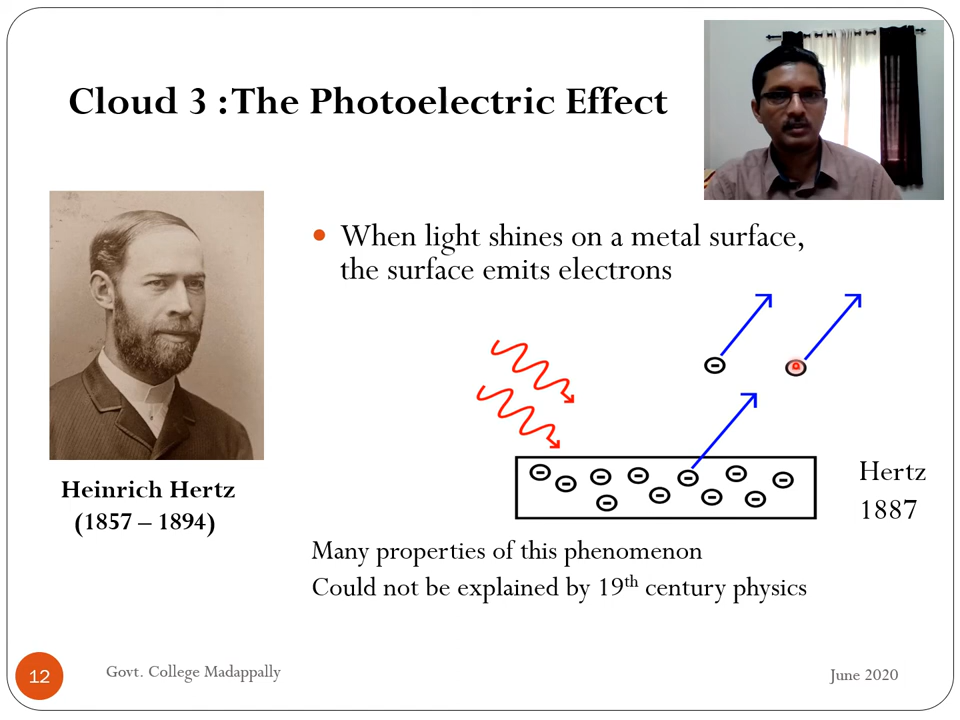 Cloud 3 : The Photoelectric Effect
When light shines on a metal surface,
the surface emits electrons
Heinrich Hertz
(1857 – 1894)
Hertz
1887
Many properties of this phenomenon
Could not be explained by 19th century physics
12
Govt. College Madappally
June 2020